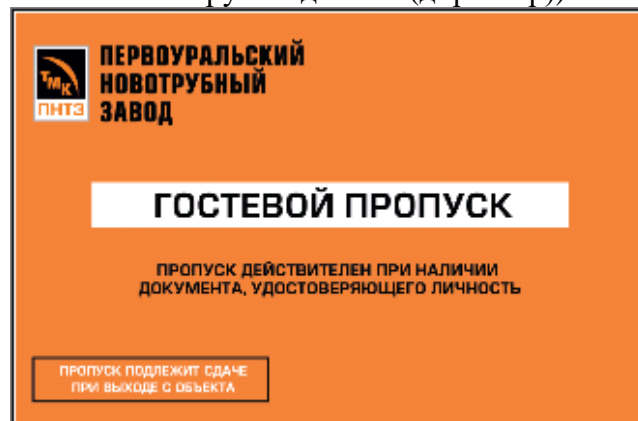 ПЕРВОУРАЛЬСКИЙ
НОВОТРУБНЫЙ
ЗАВОД
ТМК
ПНТЗ
ГОСТЕВОЙ ПРОПУСК
ПРОПУСК ДЕЙСТВИТЕЛЕН ПРИ НАЛИЧИИ
ДОКУМЕНТА, УДОСТОВЕРЯЮЩЕГО ЛИЧНОСТЬ
ПРОПУСК ПОДЛЕЖИТ СДАЧЕ
ПРИ ВЫХОДЕ С ОБЪЕКТА